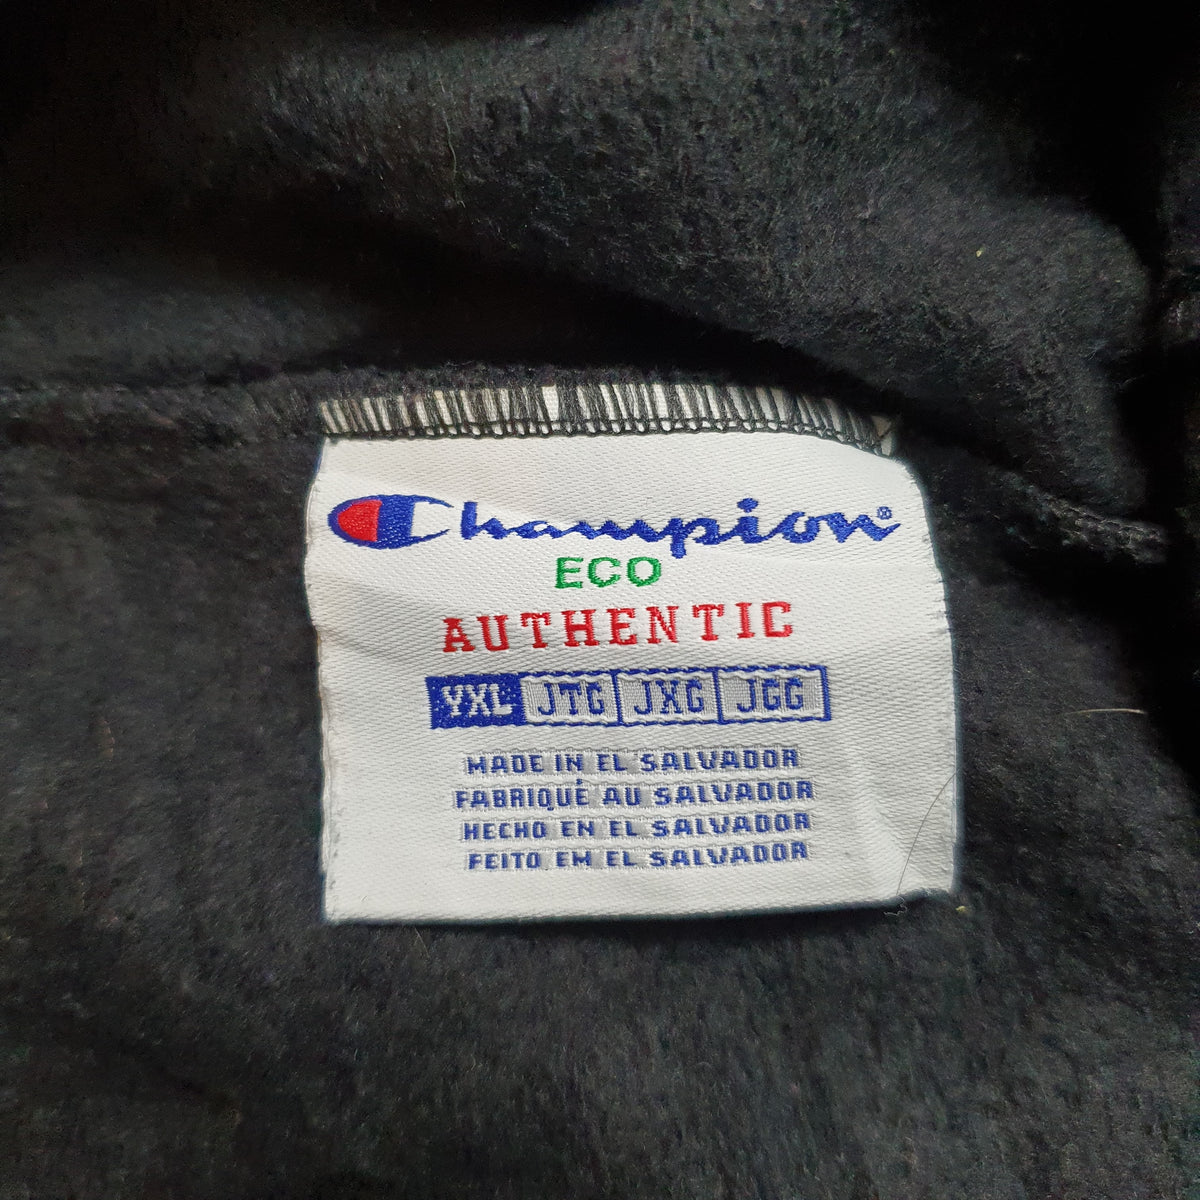 Champion®
ECO
AUTHENTIC
YXL JTG JXG JGG
MADE IN EL SALVADOR
FABRIQUÉ AU SALVADOR
HECHO EN EL SALVADOR
FEITO EM EL SALVADOR